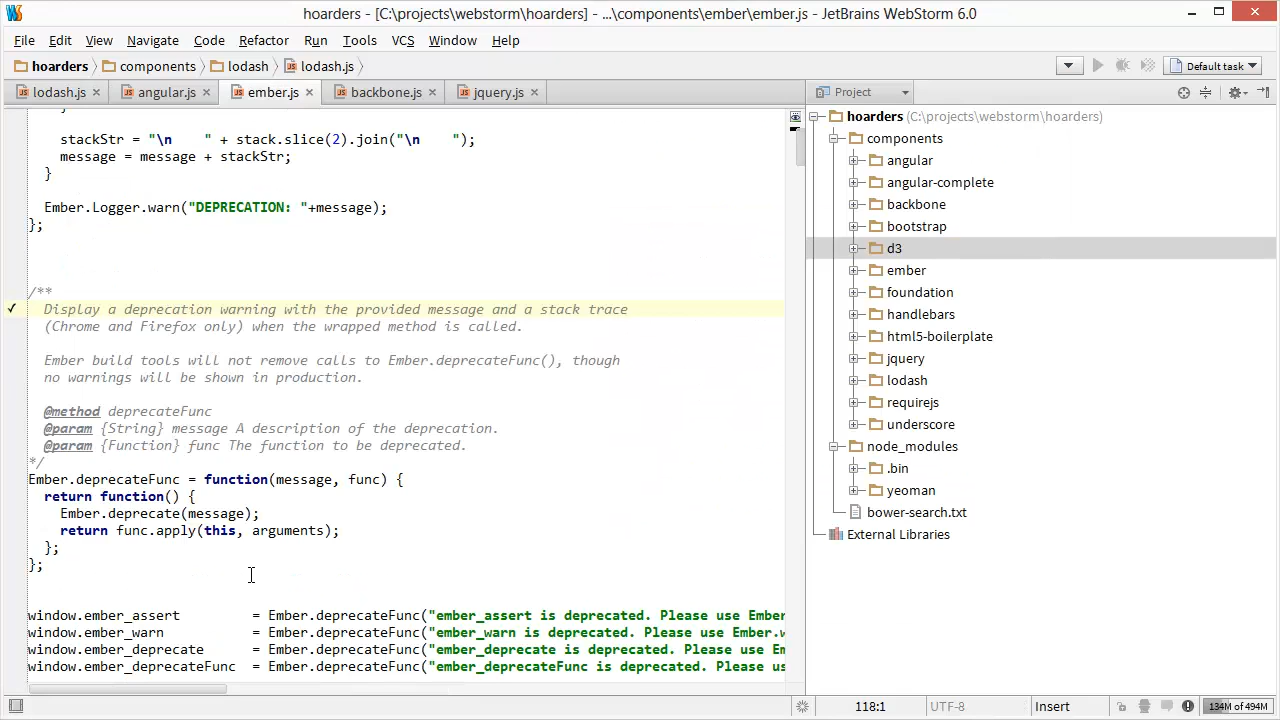 hoarders - [C:\projects\webstorm\hoarders] - ...\components\ember\ember.js - JetBrains WebStorm 6.0
File Edit View Navigate Code Refactor Run Tools VCS Window Help
hoarders components lodash lodash.js Default task
lodash.js angular.js ember.js backbone.js jquery.js Project
}
stackStr = "\n    " + stack.slice(2).join("\n    ");
message = message + stackStr;
}
Ember.Logger.warn("DEPRECATION: "+message);
};
/**
Display a deprecation warning with the provided message and a stack trace
(Chrome and Firefox only) when the wrapped method is called.
Ember build tools will not remove calls to Ember.deprecateFunc(), though
no warnings will be shown in production.
@method deprecateFunc
@param {String} message A description of the deprecation.
@param {Function} func The function to be deprecated.
*/
Ember.deprecateFunc = function(message, func) {
return function() {
Ember.deprecate(message);
return func.apply(this, arguments);
};
};
window.ember_assert = Ember.deprecateFunc("ember_assert is deprecated. Please use Ember
window.ember_warn = Ember.deprecateFunc("ember_warn is deprecated. Please use Ember.w
window.ember_deprecate = Ember.deprecateFunc("ember_deprecate is deprecated. Please use Em
window.ember_deprecateFunc = Ember.deprecateFunc("ember_deprecateFunc is deprecated. Please us
hoarders (C:\projects\webstorm\hoarders)
components
angular
angular-complete
backbone
bootstrap
d3
ember
foundation
handlebars
html5-boilerplate
jquery
lodash
requirejs
underscore
node_modules
.bin
yeoman
bower-search.txt
External Libraries
118:1 UTF-8 Insert 134M of 494M